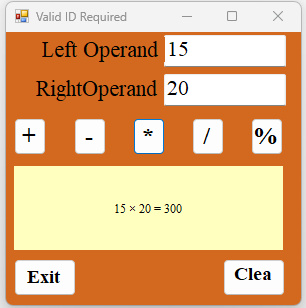 Valid ID Required
Left Operand 15
RightOperand 20
+ - * / %
15 × 20 = 300
Exit Clea